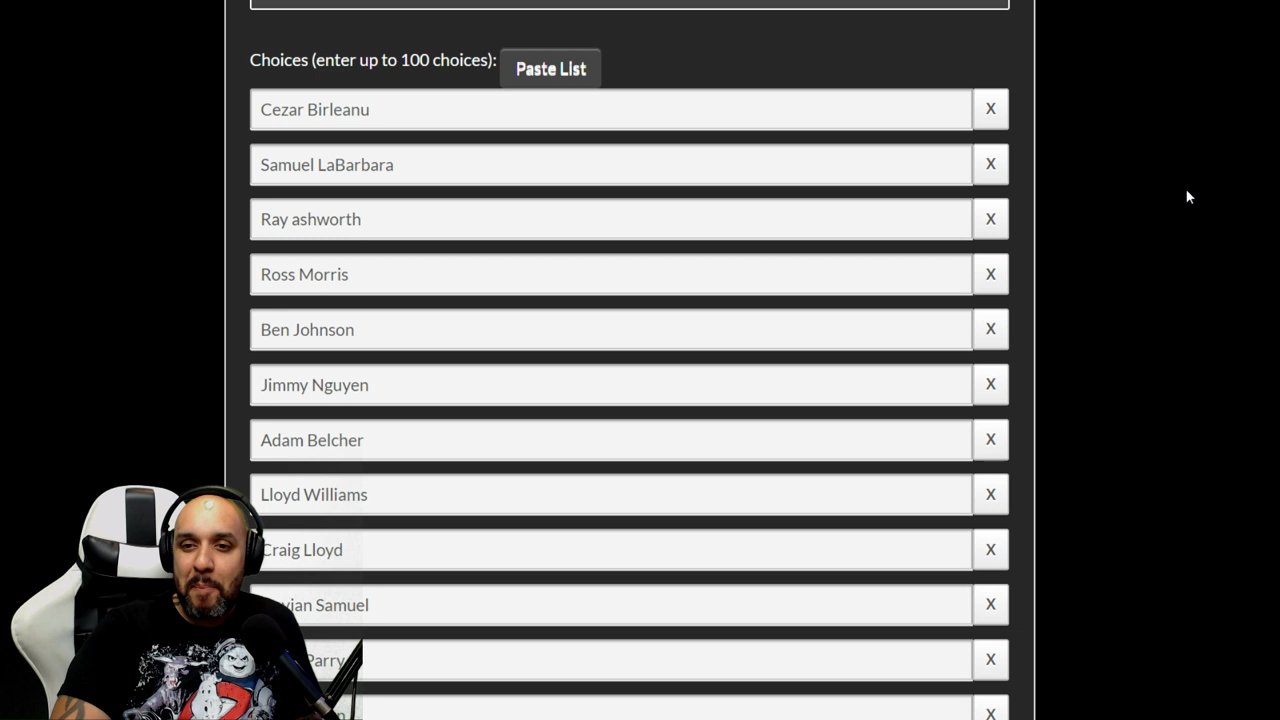 Choices (enter up to 100 choices): Paste List
Cezar Birleanu X
Samuel LaBarbara X
Ray ashworth X
Ross Morris X
Ben Johnson X
Jimmy Nguyen X
Adam Belcher X
Lloyd Williams X
Craig Lloyd X
Samuel X
Parry X
X